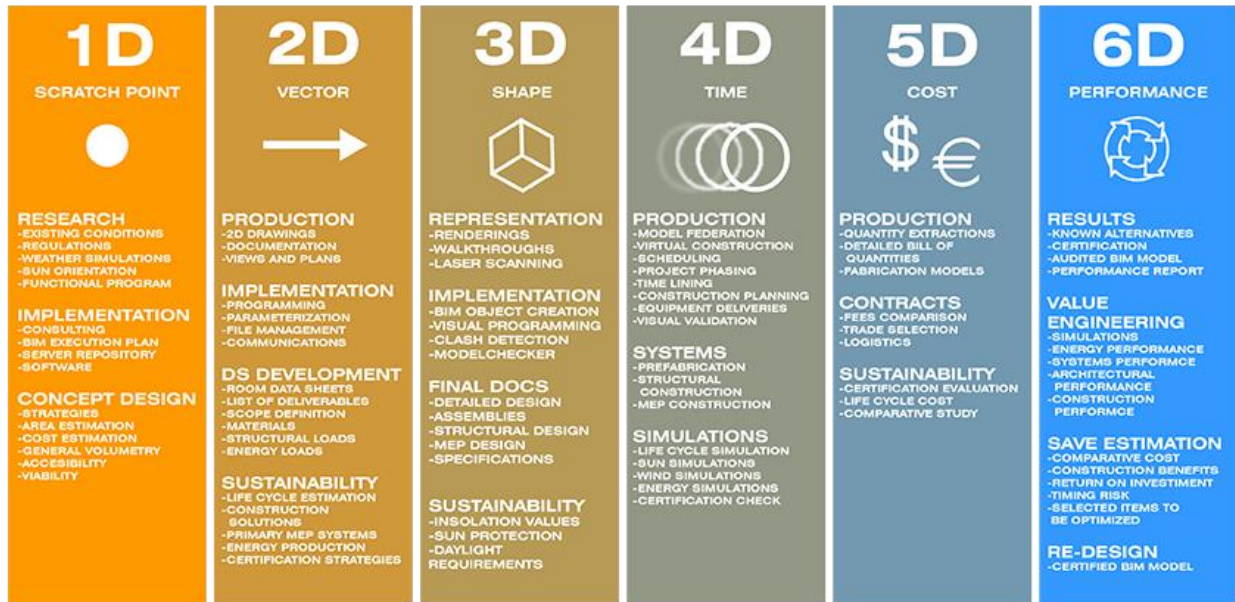 1D
SCRATCH POINT
RESEARCH
-EXISTING CONDITIONS
-REGULATIONS
-WEATHER SIMULATIONS
-SUN ORIENTATION
-FUNCTIONAL PROGRAM
IMPLEMENTATION
-CONSULTING
-BIM EXECUTION PLAN
-SERVER REPOSITORY
-SOFTWARE
CONCEPT DESIGN
-STRATEGIES
-AREA ESTIMATION
-COST ESTIMATION
-GENERAL VOLUMETRY
-ACCESIBILITY
-VIABILITY
2D
VECTOR
PRODUCTION
-2D DRAWINGS
-DOCUMENTATION
-VIEWS AND PLANS
IMPLEMENTATION
-PROGRAMMING
-PARAMETERIZATION
-FILE MANAGEMENT
-COMMUNICATIONS
DS DEVELOPMENT
-ROOM DATA SHEETS
-LIST OF DELIVERABLES
-SCOPE DEFINITION
-MATERIALS
-STRUCTURAL LOADS
-ENERGY LOADS
SUSTAINABILITY
-LIFE CYCLE ESTIMATION
-CONSTRUCTION
SOLUTIONS
-PRIMARY MEP SYSTEMS
-ENERGY PRODUCTION
-CERTIFICATION STRATEGIES
3D
SHAPE
REPRESENTATION
-RENDERINGS
-WALKTHROUGHS
-LASER SCANNING
IMPLEMENTATION
-BIM OBJECT CREATION
-VISUAL PROGRAMMING
-CLASH DETECTION
-MODELCHECKER
FINAL DOCS
-DETAILED DESIGN
-ASSEMBLIES
-STRUCTURAL DESIGN
-MEP DESIGN
-SPECIFICATIONS
SUSTAINABILITY
-INSOLATION VALUES
-SUN PROTECTION
-DAYLIGHT
REQUIREMENTS
4D
TIME
PRODUCTION
-MODEL FEDERATION
-VIRTUAL CONSTRUCTION
-SCHEDULING
-PROJECT PHASING
-TIME LINING
-CONSTRUCTION PLANNING
-EQUIPMENT DELIVERIES
-VISUAL VALIDATION
SYSTEMS
-PREFABRICATION
-STRUCTURAL
CONSTRUCTION
-MEP CONSTRUCTION
SIMULATIONS
-LIFE CYCLE SIMULATION
-SUN SIMULATIONS
-WIND SIMULATIONS
-ENERGY SIMULATIONS
-CERTIFICATION CHECK
5D
COST
$ €
PRODUCTION
-QUANTITY EXTRACTIONS
-DETAILED BILL OF
QUANTITIES
-FABRICATION MODELS
CONTRACTS
-FEES COMPARISON
-TRADE SELECTION
-LOGISTICS
SUSTAINABILITY
-CERTIFICATION EVALUATION
-LIFE CYCLE COST
-COMPARATIVE STUDY
6D
PERFORMANCE
RESULTS
-KNOWN ALTERNATIVES
-CERTIFICATION
-AUDITED BIM MODEL
-PERFORMANCE REPORT
VALUE
ENGINEERING
-SIMULATIONS
-ENERGY PERFORMANCE
-SYSTEMS PERFORMCE
-ARCHITECTURAL
PERFORMANCE
-CONSTRUCTION
PERFORMCE
SAVE ESTIMATION
-COMPARATIVE COST
-CONSTRUCTION BENEFITS
-RETURN ON INVESTIMENT
-TIMING RISK
-SELECTED ITEMS TO
BE OPTIMIZED
RE-DESIGN
-CERTIFIED BIM MODEL